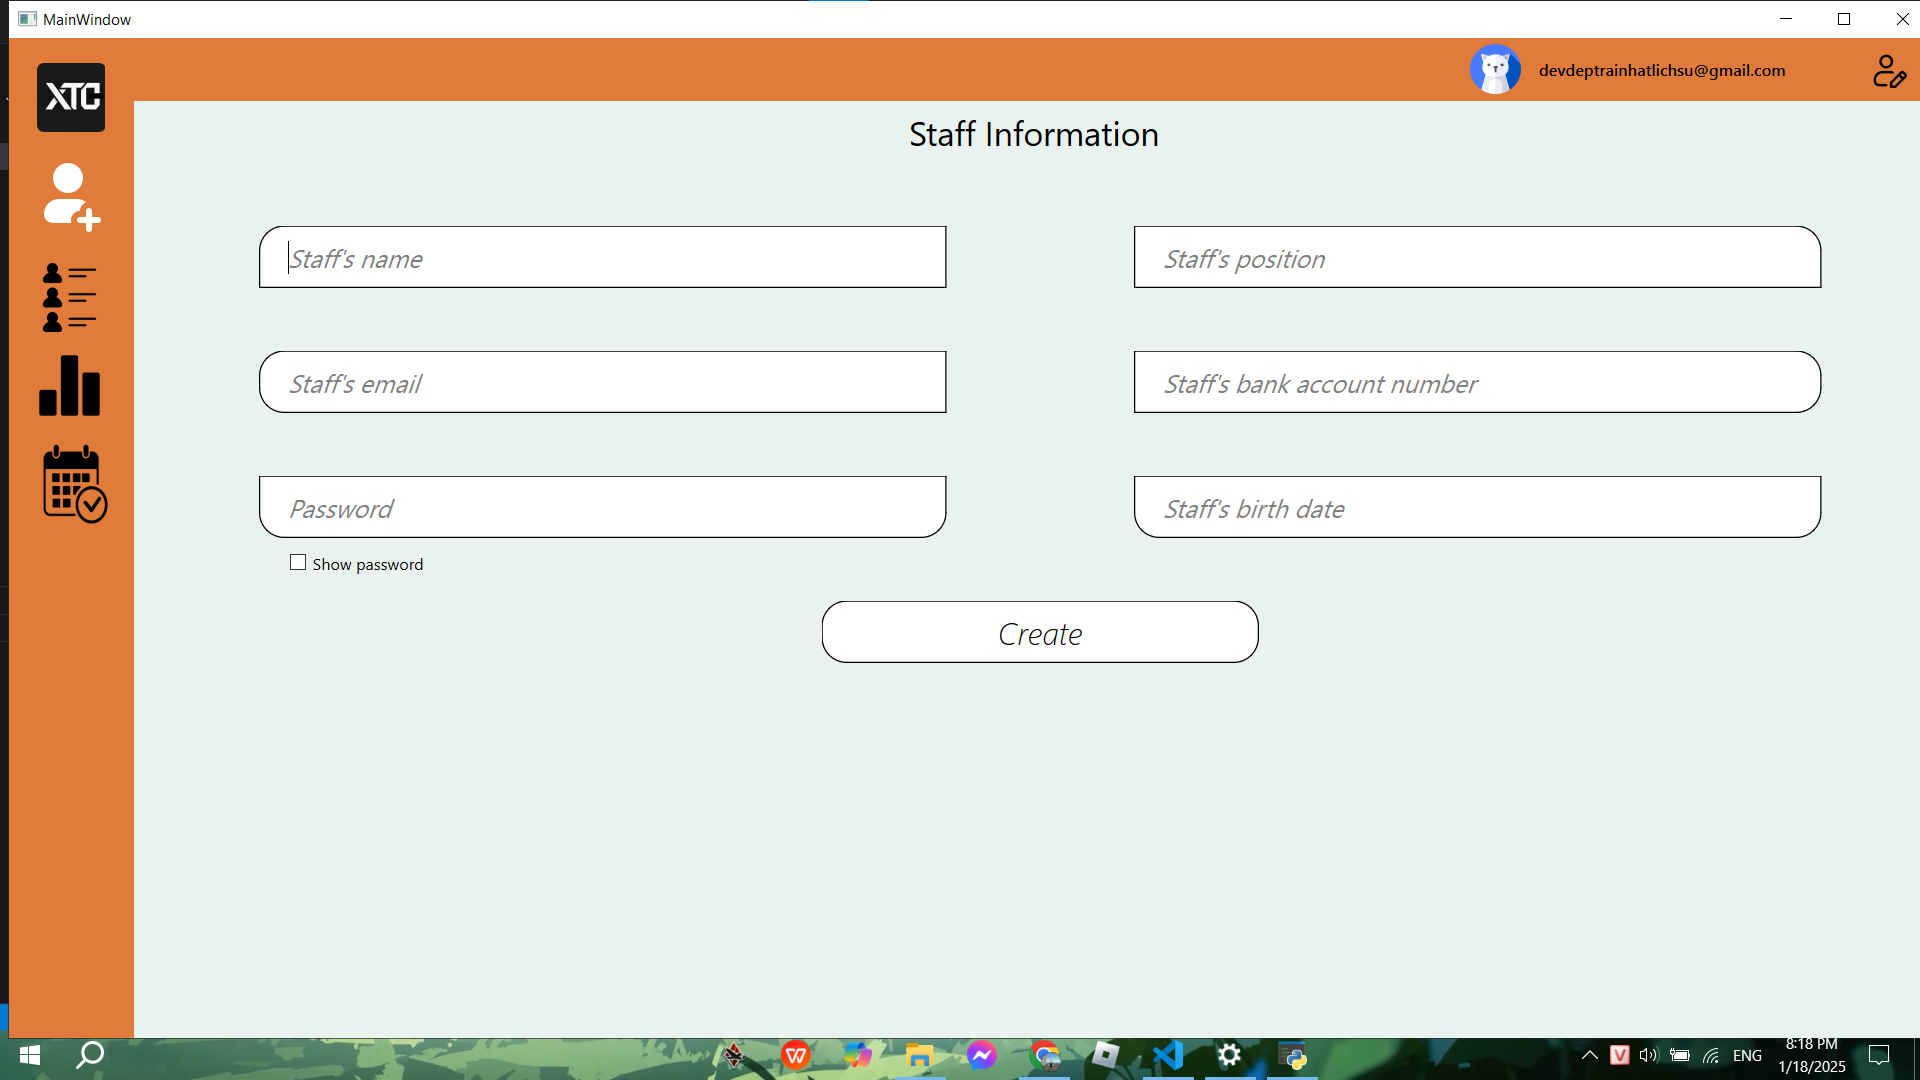 MainWindow
XTC
devdeptrainhatlichsu@gmail.com
Staff Information
Staff's name
Staff's position
Staff's email
Staff's bank account number
Password
Staff's birth date
Show password
Create
W
V
ENG
8:18 PM
1/18/2025